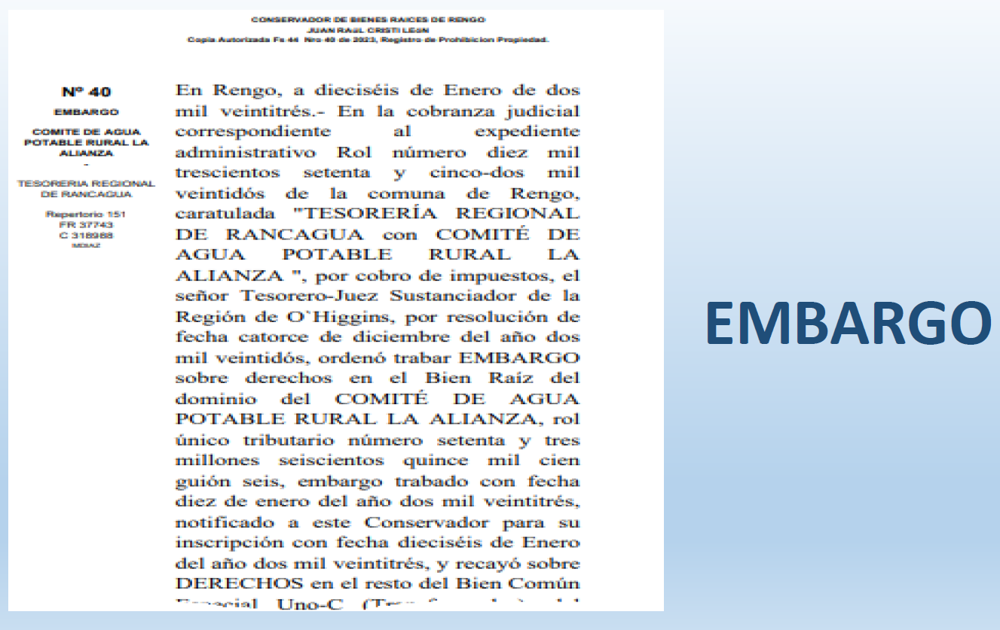 CONSERVADOR DE BIENES RAICES DE RENGO
JUAN RAUL CRISTI LEON
Copia Autorizada Fs 44 Nro 40 de 2023, Registro de Prohibicion Propiedad.
Nº 40
EMBARGO
COMITE DE AGUA
POTABLE RURAL LA
ALIANZA
-
TESORERIA REGIONAL
DE RANCAGUA
Repertorio 151
FR 37743
C 318988
MDIAZ
En Rengo, a dieciséis de Enero de dos
mil veintitrés.- En la cobranza judicial
correspondiente al expediente
administrativo Rol número diez mil
trescientos setenta y cinco-dos mil
veintidós de la comuna de Rengo,
caratulada "TESORERÍA REGIONAL
DE RANCAGUA con COMITÉ DE
AGUA POTABLE RURAL LA
ALIANZA ", por cobro de impuestos, el
señor Tesorero-Juez Sustanciador de la
Región de O`Higgins, por resolución de
fecha catorce de diciembre del año dos
mil veintidós, ordenó trabar EMBARGO
sobre derechos en el Bien Raíz del
dominio del COMITÉ DE AGUA
POTABLE RURAL LA ALIANZA, rol
único tributario número setenta y tres
millones seiscientos quince mil cien
guión seis, embargo trabado con fecha
diez de enero del año dos mil veintitrés,
notificado a este Conservador para su
inscripción con fecha dieciséis de Enero
del año dos mil veintitrés, y recayó sobre
DERECHOS en el resto del Bien Común
Especial Uno-C
EMBARGO